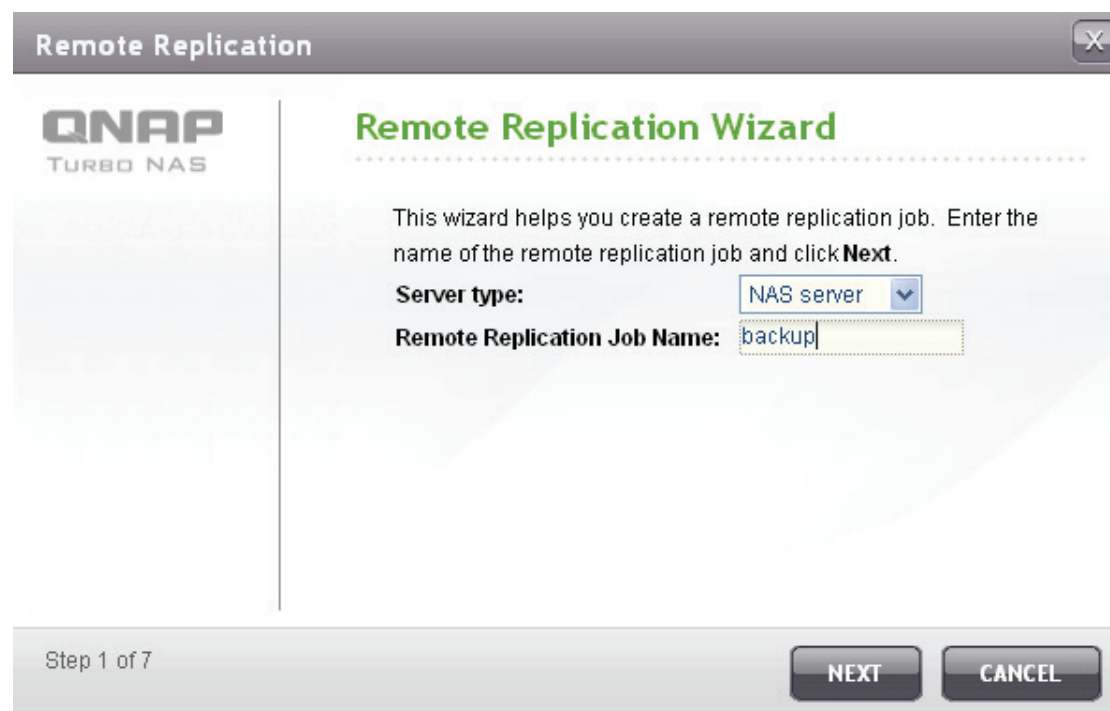 Remote Replication
X
QNAP
TURBO NAS
Remote Replication Wizard
This wizard helps you create a remote replication job. Enter the
name of the remote replication job and click Next.
Server type: NAS server
Remote Replication Job Name: backup
Step 1 of 7
NEXT
CANCEL